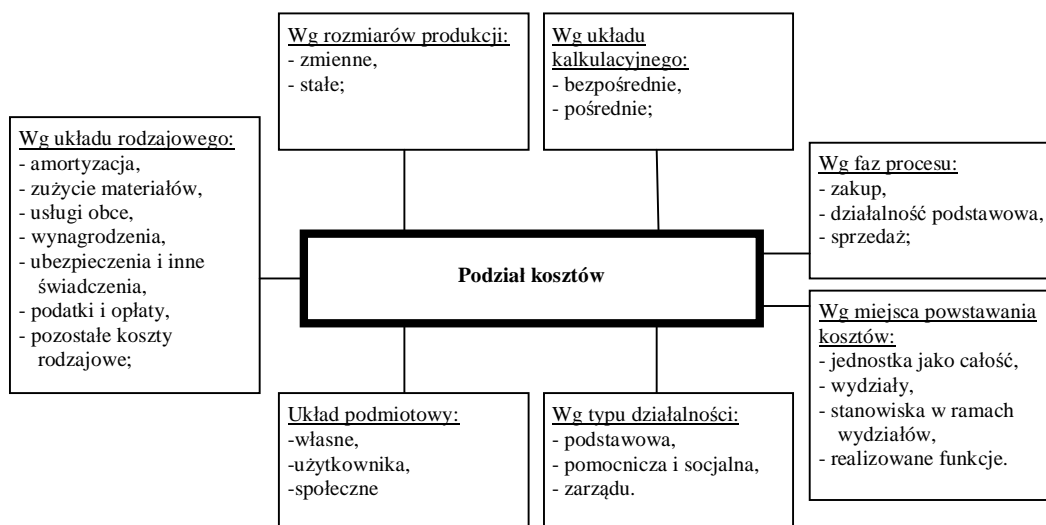 Wg rozmiarów produkcji:
- zmienne,
- stałe;
Wg układu
kalkulacyjnego:
- bezpośrednie,
- pośrednie;
Wg układu rodzajowego:
- amortyzacja,
- zużycie materiałów,
- usługi obce,
- wynagrodzenia,
- ubezpieczenia i inne
świadczenia,
- podatki i opłaty,
- pozostałe koszty
rodzajowe;
Wg faz procesu:
- zakup,
- działalność podstawowa,
- sprzedaż;
Podział kosztów
Wg miejsca powstawania
kosztów:
- jednostka jako całość,
- wydziały,
- stanowiska w ramach
wydziałów,
- realizowane funkcje.
Układ podmiotowy:
-własne,
-użytkownika,
-społeczne
Wg typu działalności:
- podstawowa,
- pomocnicza i socjalna,
- zarządu.